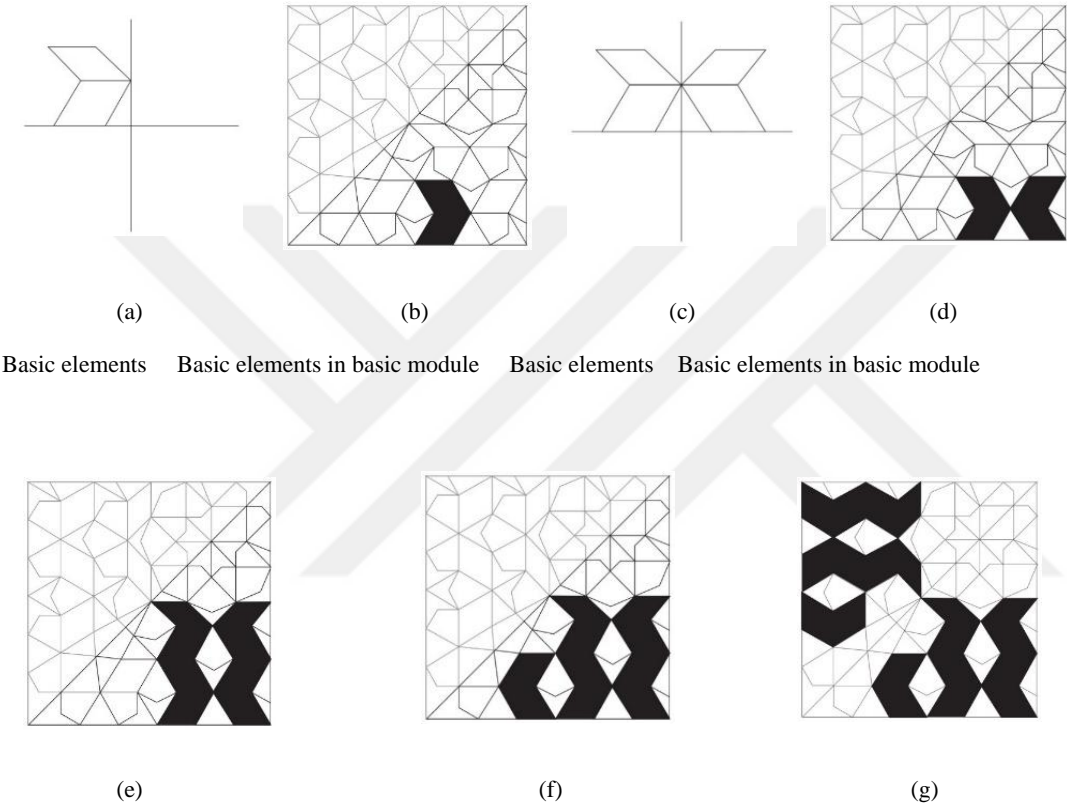 (a) (b) (c) (d)
Basic elements Basic elements in basic module Basic elements Basic elements in basic module
(e) (f) (g)